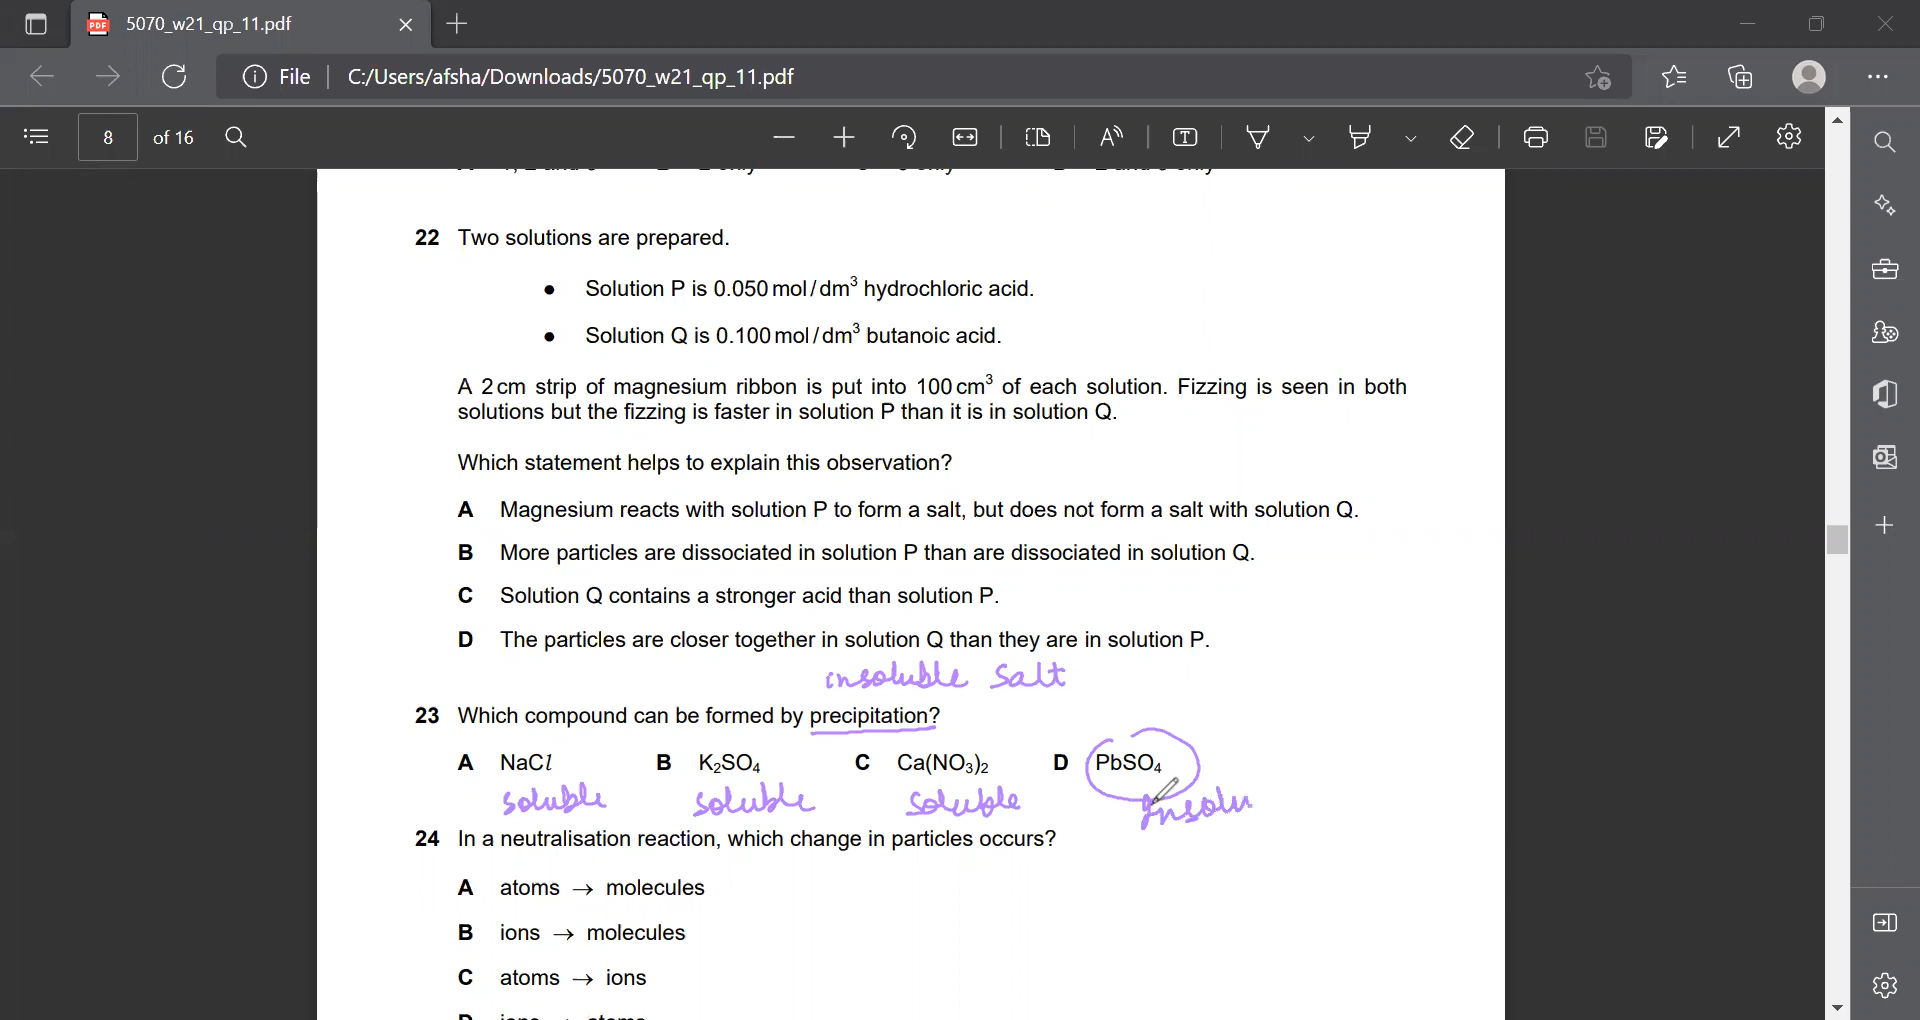 5070_w21_qp_11.pdf
File C:/Users/afsha/Downloads/5070_w21_qp_11.pdf
8 of 16
22 Two solutions are prepared.
● Solution P is 0.050 mol/dm³ hydrochloric acid.
● Solution Q is 0.100 mol/dm³ butanoic acid.
A 2 cm strip of magnesium ribbon is put into 100 cm³ of each solution. Fizzing is seen in both
solutions but the fizzing is faster in solution P than it is in solution Q.
Which statement helps to explain this observation?
A Magnesium reacts with solution P to form a salt, but does not form a salt with solution Q.
B More particles are dissociated in solution P than are dissociated in solution Q.
C Solution Q contains a stronger acid than solution P.
D The particles are closer together in solution Q than they are in solution P.
insoluble salt
23 Which compound can be formed by precipitation?
A NaCl B K₂SO₄ C Ca(NO₃)₂ D PbSO₄
soluble soluble soluble Insolu
24 In a neutralisation reaction, which change in particles occurs?
A atoms → molecules
B ions → molecules
C atoms → ions